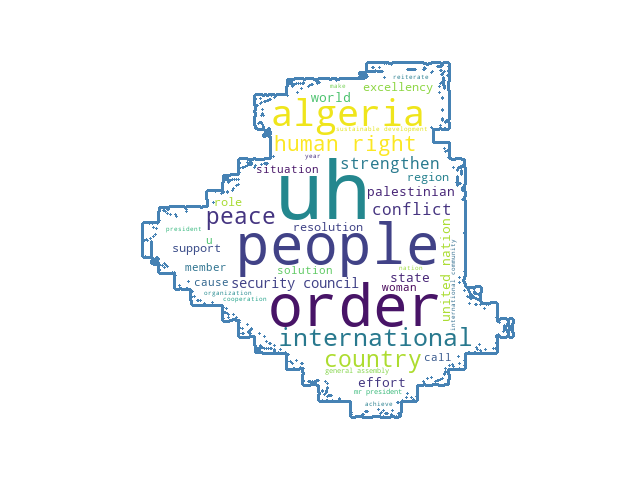 reiterate
make
excellency
world
algeria
sustainable development
human right
year
strengthen
situation
region
uh
palestinian
role
peace
conflict
president
resolution
united nation
u
people
support
international community
member
solution
nation
state
cause
security council
woman
organization
cooperation
order
international
country
call
general assembly
effort
mr president
achieve